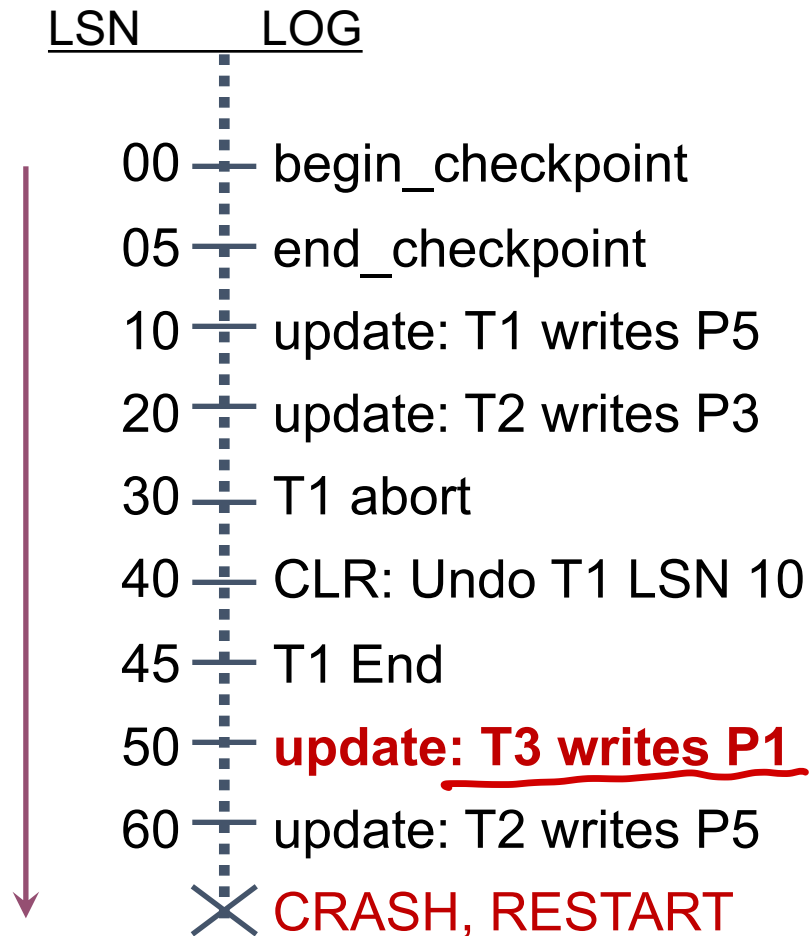 LSN LOG
00 begin_checkpoint
05 end_checkpoint
10 update: T1 writes P5
20 update: T2 writes P3
30 T1 abort
40 CLR: Undo T1 LSN 10
45 T1 End
50 update: T3 writes P1
60 update: T2 writes P5
CRASH, RESTART